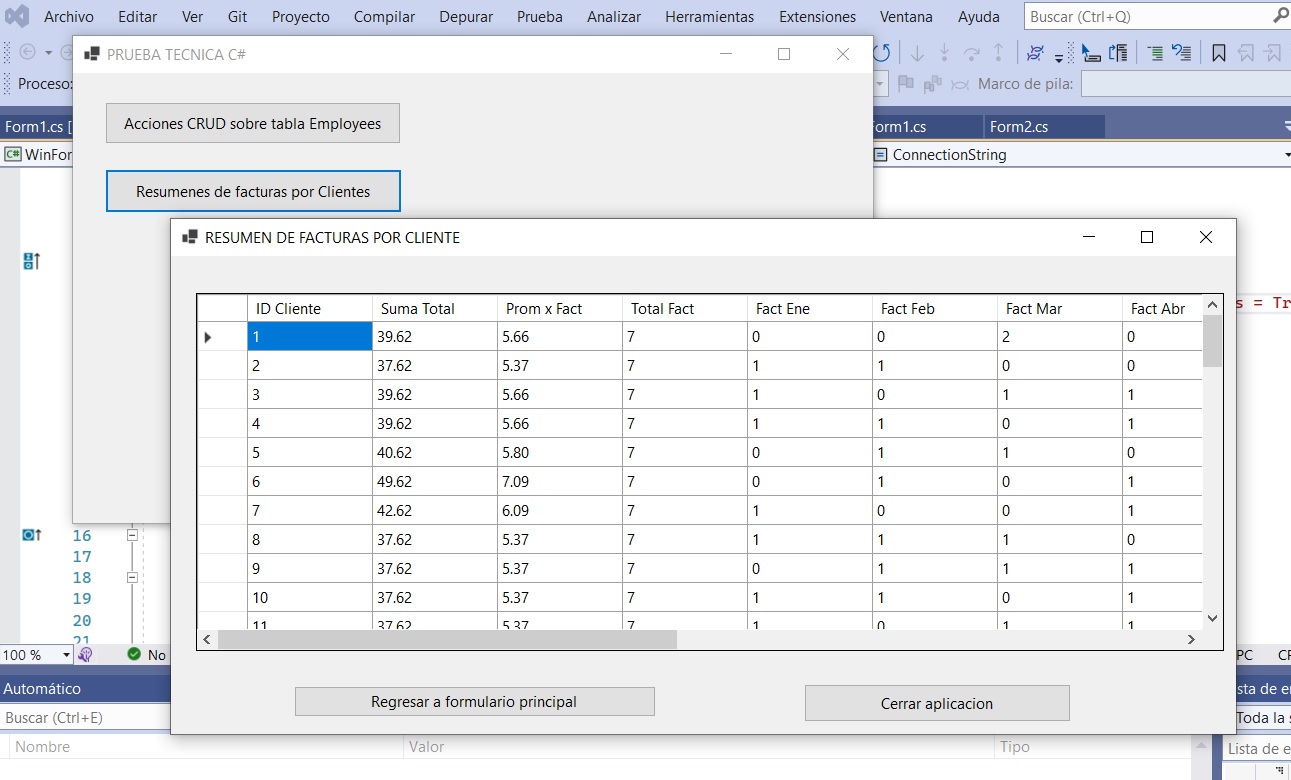 Archivo Editar Ver Git Proyecto Compilar Depurar Prueba Analizar Herramientas Extensiones Ventana Ayuda Buscar (Ctrl+Q)
PRUEBA TECNICA C#
Proceso: Marco de pila:
Acciones CRUD sobre tabla Employees
Form1.cs [ Form1.cs Form2.cs
C# WinFor ConnectionString
Resumenes de facturas por Clientes
RESUMEN DE FACTURAS POR CLIENTE
s = Tr
ID Cliente Suma Total Prom x Fact Total Fact Fact Ene Fact Feb Fact Mar Fact Abr
1 39.62 5.66 7 0 0 2 0
2 37.62 5.37 7 1 1 0 0
3 39.62 5.66 7 1 0 1 1
4 39.62 5.66 7 1 1 0 1
5 40.62 5.80 7 0 1 1 0
6 49.62 7.09 7 0 1 0 1
7 42.62 6.09 7 1 0 0 1
8 37.62 5.37 7 1 1 1 0
9 37.62 5.37 7 0 1 1 1
10 37.62 5.37 7 1 1 0 1
11 37.62 5.37 7 1 0 1 1
16
17
18
19
20
21
100 % No PC CP
Automático sta de e
Buscar (Ctrl+E) Toda la s
Regresar a formulario principal Cerrar aplicacion
Nombre Valor Tipo Lista de e